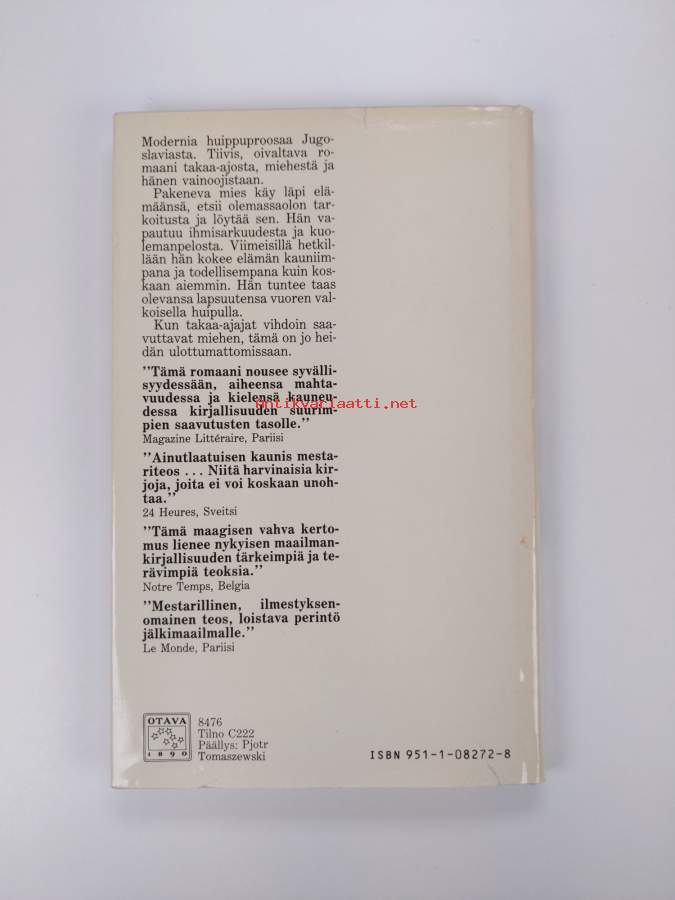 Modernia huippuproosaa Jugo-
slaviasta. Tiivis, oivaltava ro-
maani takaa-ajosta, miehestä ja
hänen vainoojistaan.
Pakeneva mies käy läpi elä-
määnsä, etsii olemassaolon tar-
koitusta ja löytää sen. Hän va-
pautuu ihmisarkuudesta ja kuo-
lemanpelosta. Viimeisillä hetkil-
lään hän kokee elämän kauniim-
pana ja todellisempana kuin kos-
kaan aiemmin. Hän tuntee taas
olevansa lapsuutensa vuoren val-
koisella huipulla.
Kun takaa-ajajat vihdoin saa-
vuttavat miehen, tämä on jo hei-
dän ulottumattomissaan.
"Tämä romaani nousee syvälli-
syydessään, aiheensa mahta-
vuudessa ja kielensä kauneu-
dessa kirjallisuuden suurim-
pien saavutusten tasolle."
Magazine Littéraire, Pariisi
"Ainutlaatuisen kaunis mesta-
riteos ... Niitä harvinaisia kir-
joja, joita ei voi koskaan unoh-
taa."
24 Heures, Sveitsi
"Tämä maagisen vahva kerto-
mus lienee nykyisen maailman-
kirjallisuuden tärkeimpiä ja te-
rävimpiä teoksia."
Notre Temps, Belgia
"Mestarillinen, ilmestyksen-
omainen teos, loistava perintö
jälkimaailmalle."
Le Monde, Pariisi
antikvariaatti.net
OTAVA
1890
8476
Tilno C222
Päällys: Pjotr
Tomaszewski
ISBN 951-1-08272-8